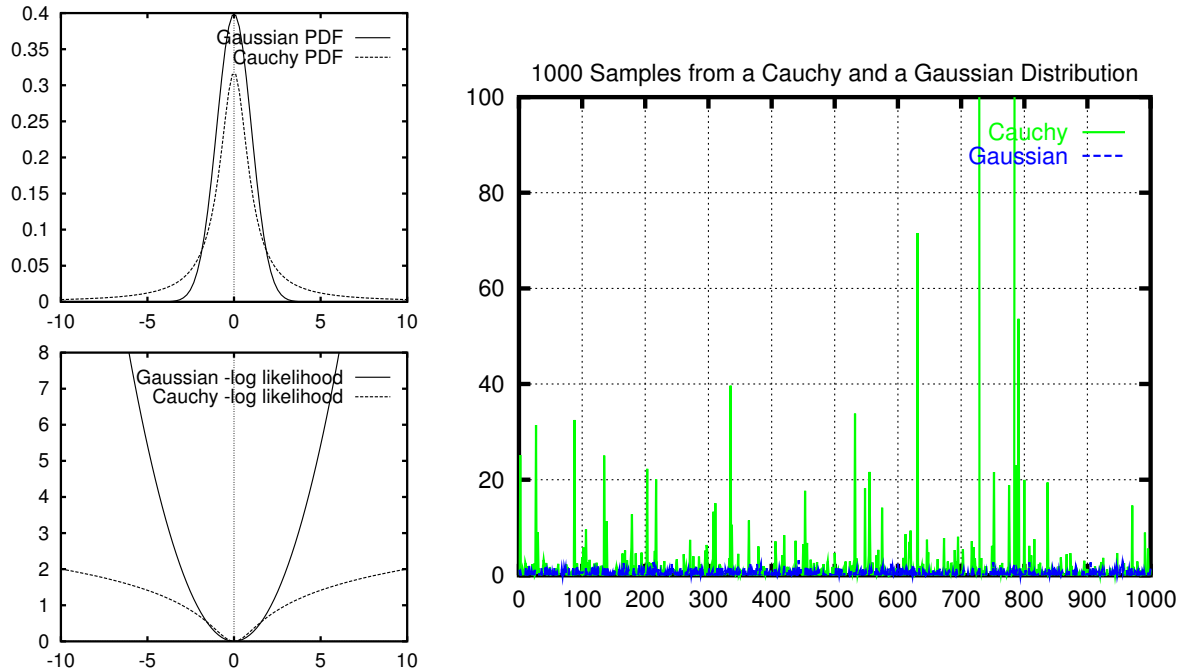 0.4
0.35
0.3
0.25
0.2
0.15
0.1
0.05
0
-10 -5 0 5 10
Gaussian PDF
Cauchy PDF
8
7
6
5
4
3
2
1
0
-10 -5 0 5 10
Gaussian -log likelihood
Cauchy -log likelihood
1000 Samples from a Cauchy and a Gaussian Distribution
100
80
60
40
20
0
0 100 200 300 400 500 600 700 800 900 1000
Cauchy
Gaussian